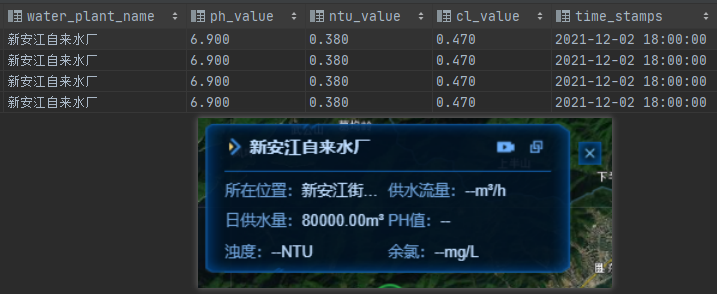 water_plant_name ph_value ntu_value cl_value time_stamps
新安江自来水厂 6.900 0.380 0.470 2021-12-02 18:00:00
新安江自来水厂 6.900 0.380 0.470 2021-12-02 18:00:00
新安江自来水厂 6.900 0.380 0.470 2021-12-02 18:00:00
新安江自来水厂 6.900 0.380 0.470 2021-12-02 18:00:00
新安江自来水厂
上半山
下
所在位置：新安江街... 供水流量：--m³/h
日供水量：80000.00m³ PH值：--
浊度：--NTU 余氯：--mg/L